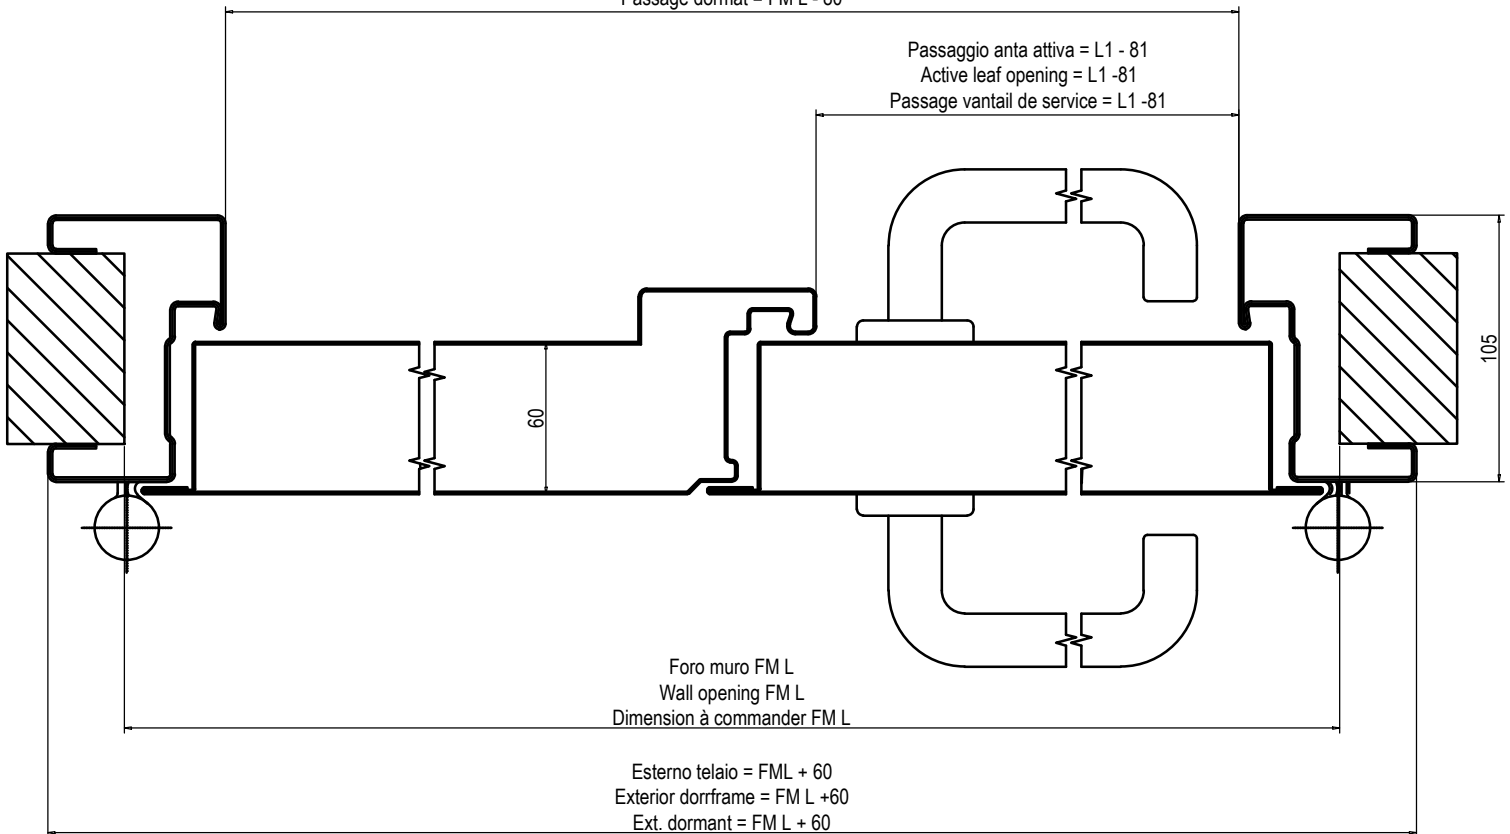 Passage dormat = FM L - 80
Passaggio anta attiva = L1 - 81
Active leaf opening = L1 -81
Passage vantail de service = L1 -81
105
60
Foro muro FM L
Wall opening FM L
Dimension à commander FM L
Esterno telaio = FML + 60
Exterior dorrframe = FM L +60
Ext. dormant = FM L + 60